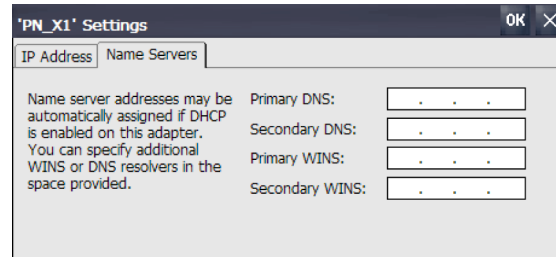 'PN_X1' Settings OK ×
IP Address Name Servers
Name server addresses may be
automatically assigned if DHCP
is enabled on this adapter.
You can specify additional
WINS or DNS resolvers in the
space provided.
Primary DNS: . . .
Secondary DNS: . . .
Primary WINS: . . .
Secondary WINS: . . .